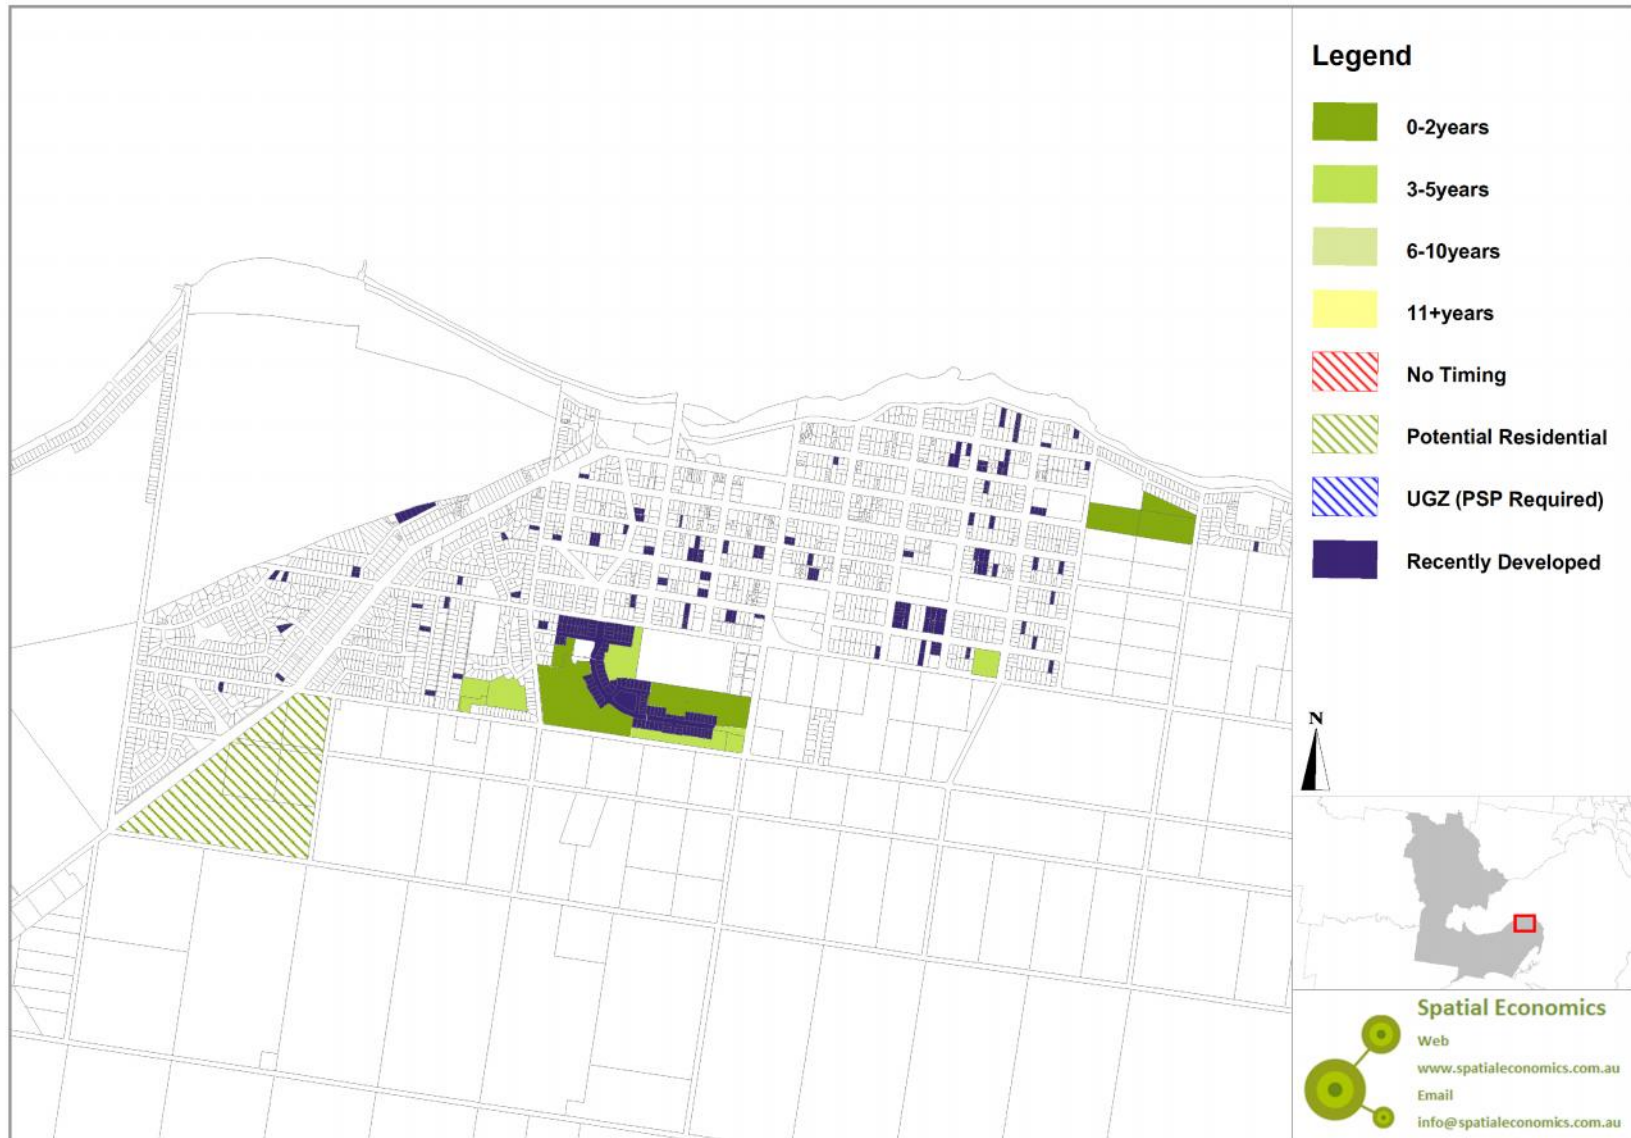 Legend
0-2years
3-5years
6-10years
11+years
No Timing
Potential Residential
UGZ (PSP Required)
Recently Developed
N
Spatial Economics
Web
www.spatialeconomics.com.au
Email
info@spatialeconomics.com.au